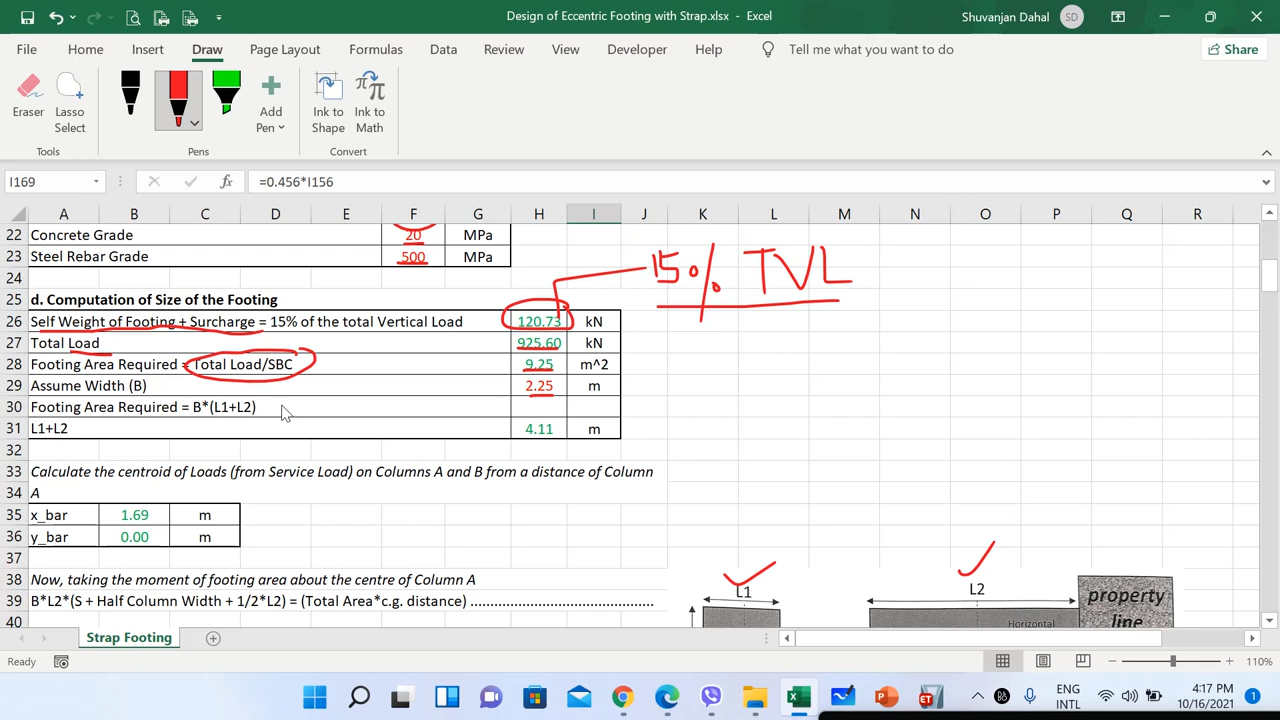 Design of Eccentric Footing with Strap.xlsx - Excel
Shuvanjan Dahal SD
File Home Insert Draw Page Layout Formulas Data Review View Developer Help Tell me what you want to do Share
Eraser Lasso Select Add Pen Ink to Shape Ink to Math
Tools Pens Convert
I169 fx =0.456*I156
A B C D E F G H I J K L M N O P Q R
22 Concrete Grade 20 MPa
23 Steel Rebar Grade 500 MPa
15% TVL
24
25 d. Computation of Size of the Footing
26 Self Weight of Footing + Surcharge = 15% of the total Vertical Load 120.73 kN
27 Total Load 925.60 kN
28 Footing Area Required = Total Load/SBC 9.25 m^2
29 Assume Width (B) 2.25 m
30 Footing Area Required = B*(L1+L2)
31 L1+L2 4.11 m
32
33 Calculate the centroid of Loads (from Service Load) on Columns A and B from a distance of Column
34 A
35 x_bar 1.69 m
36 y_bar 0.00 m
37
38 Now, taking the moment of footing area about the centre of Column A
39 B*L2*(S + Half Column Width + 1/2*L2) = (Total Area*c.g. distance) ..............................................
40
L1 L2 property
line
Horizontal
Strap Footing
Ready 110%
ENG
INTL
4:17 PM
10/16/2021